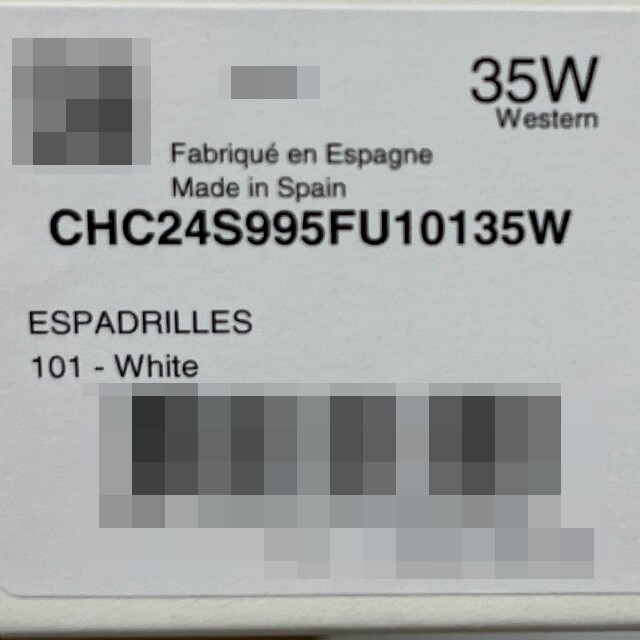 35W
Western
Fabriqué en Espagne
Made in Spain
CHC24S995FU10135W
ESPADRILLES
101 - White